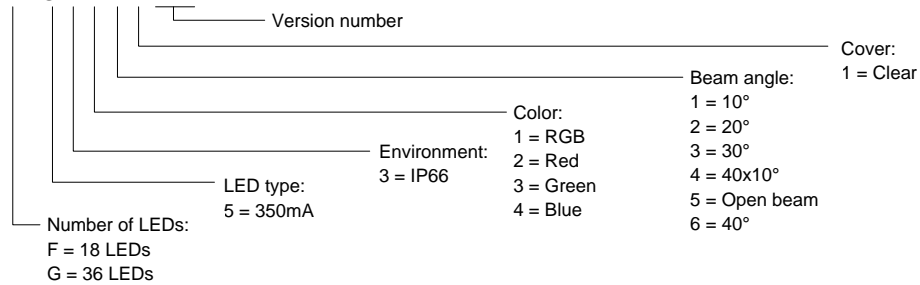 Version number
Cover:
1 = Clear
Beam angle:
1 = 10°
2 = 20°
3 = 30°
4 = 40x10°
5 = Open beam
6 = 40°
Color:
1 = RGB
2 = Red
3 = Green
4 = Blue
Environment:
3 = IP66
LED type:
5 = 350mA
Number of LEDs:
F = 18 LEDs
G = 36 LEDs